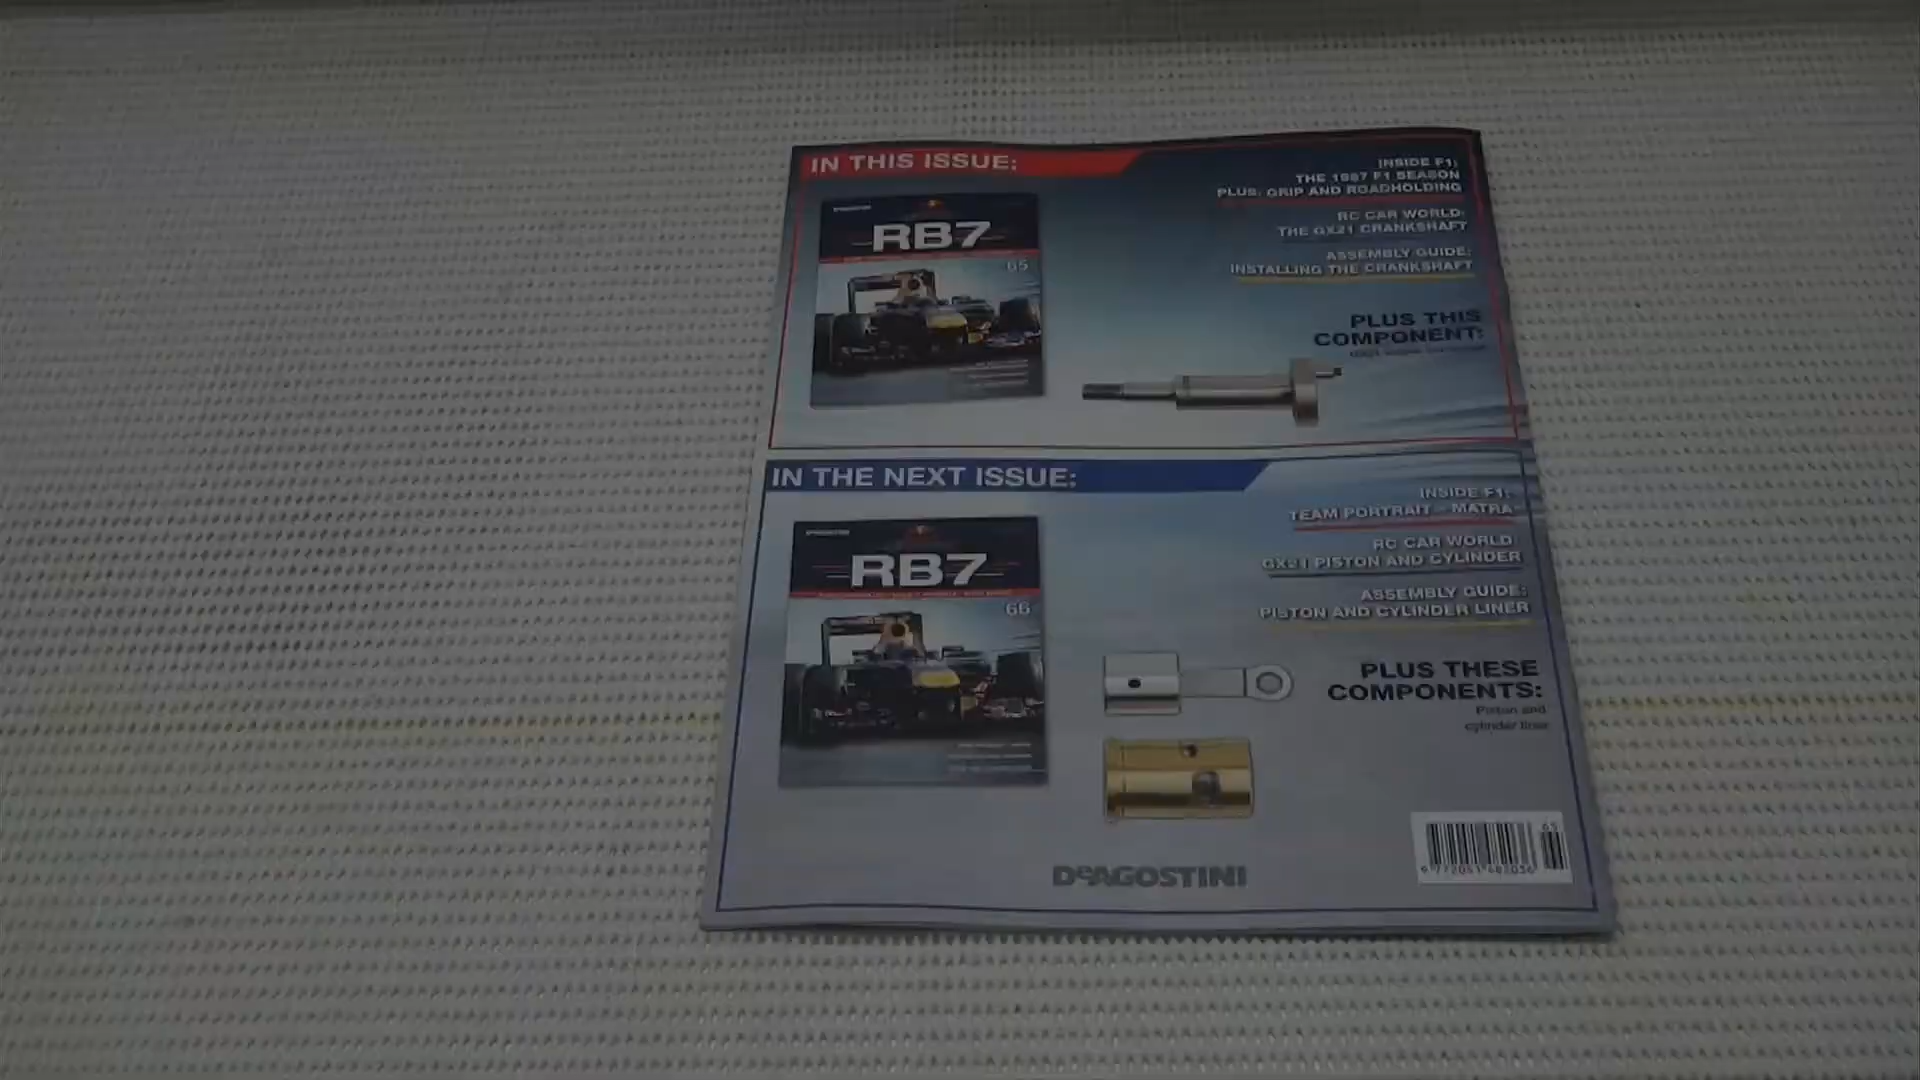 IN THIS ISSUE:
INSIDE F1:
THE 1987 F1 SEASON
PLUS: GRIP AND ROADHOLDING
RC CAR WORLD:
THE GX21 CRANKSHAFT
ASSEMBLY GUIDE:
INSTALLING THE CRANKSHAFT
RB7
65
PLUS THIS
COMPONENT:
IN THE NEXT ISSUE:
INSIDE F1:
TEAM PORTRAIT – MATRA
RC CAR WORLD:
GX21 PISTON AND CYLINDER
ASSEMBLY GUIDE:
PISTON AND CYLINDER LINER
RB7
66
PLUS THESE
COMPONENTS:
Piston and
cylinder liner
DeAGOSTINI
65